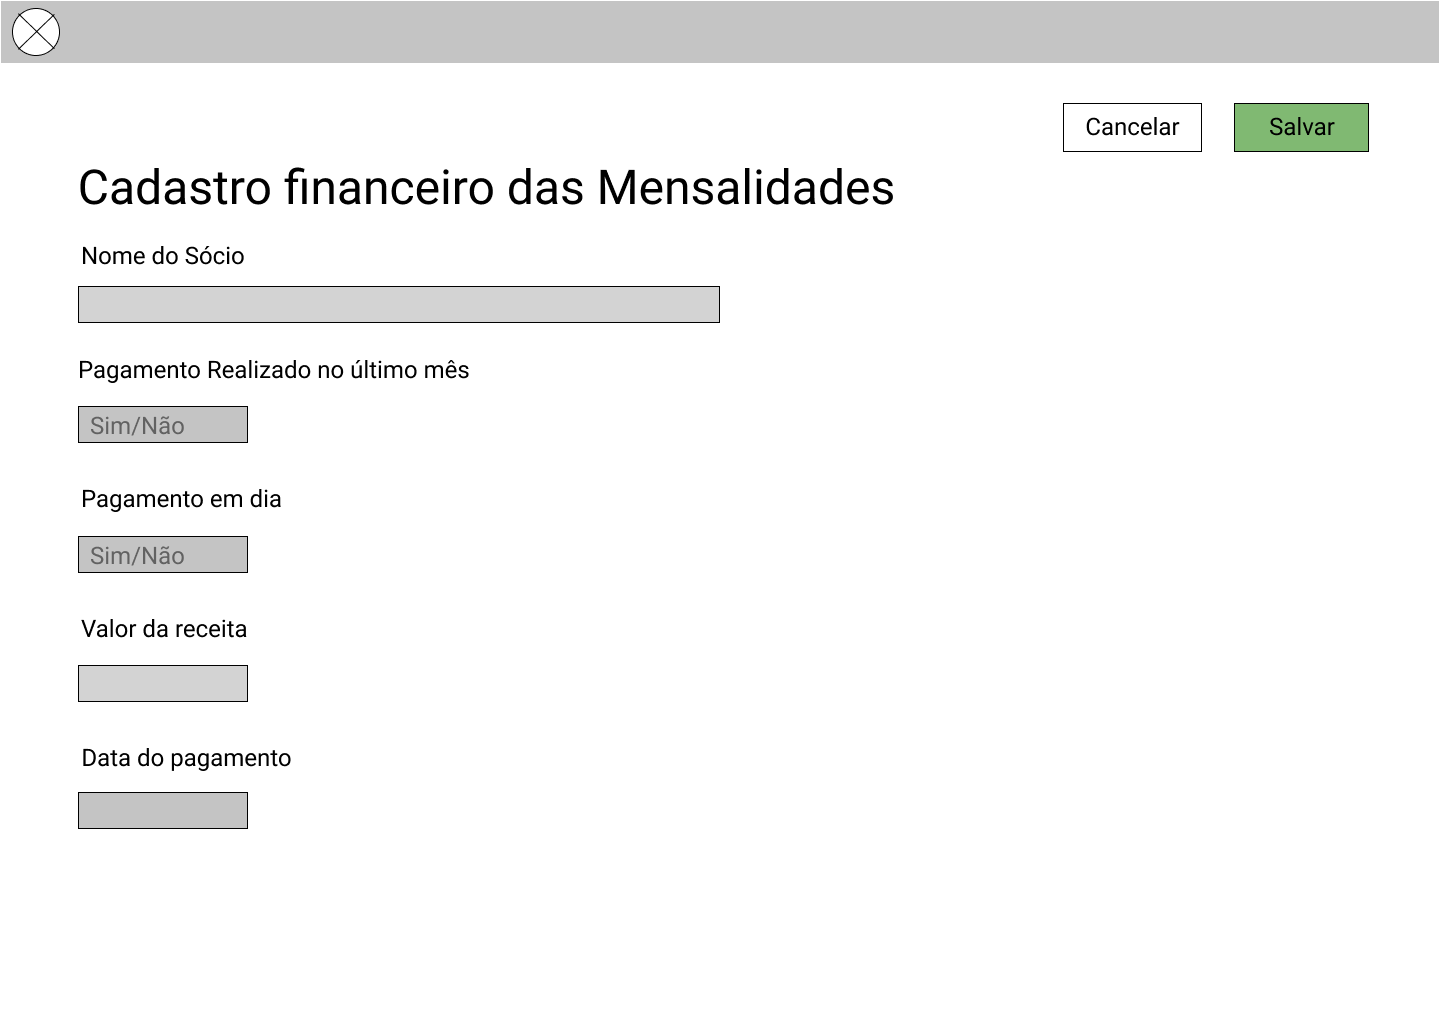 Cancelar
Salvar
Cadastro financeiro das Mensalidades
Nome do Sócio
Pagamento Realizado no último mês
Sim/Não
Pagamento em dia
Sim/Não
Valor da receita
Data do pagamento